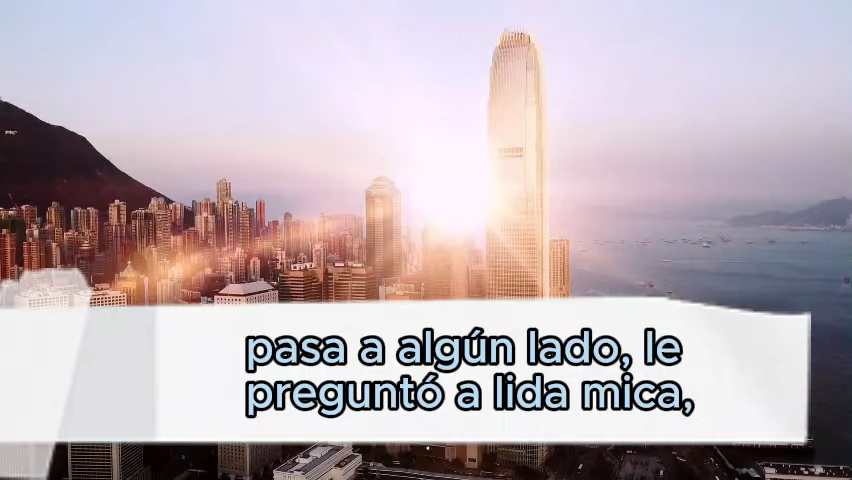 pasa a algún lado, le
preguntó a lida mica,